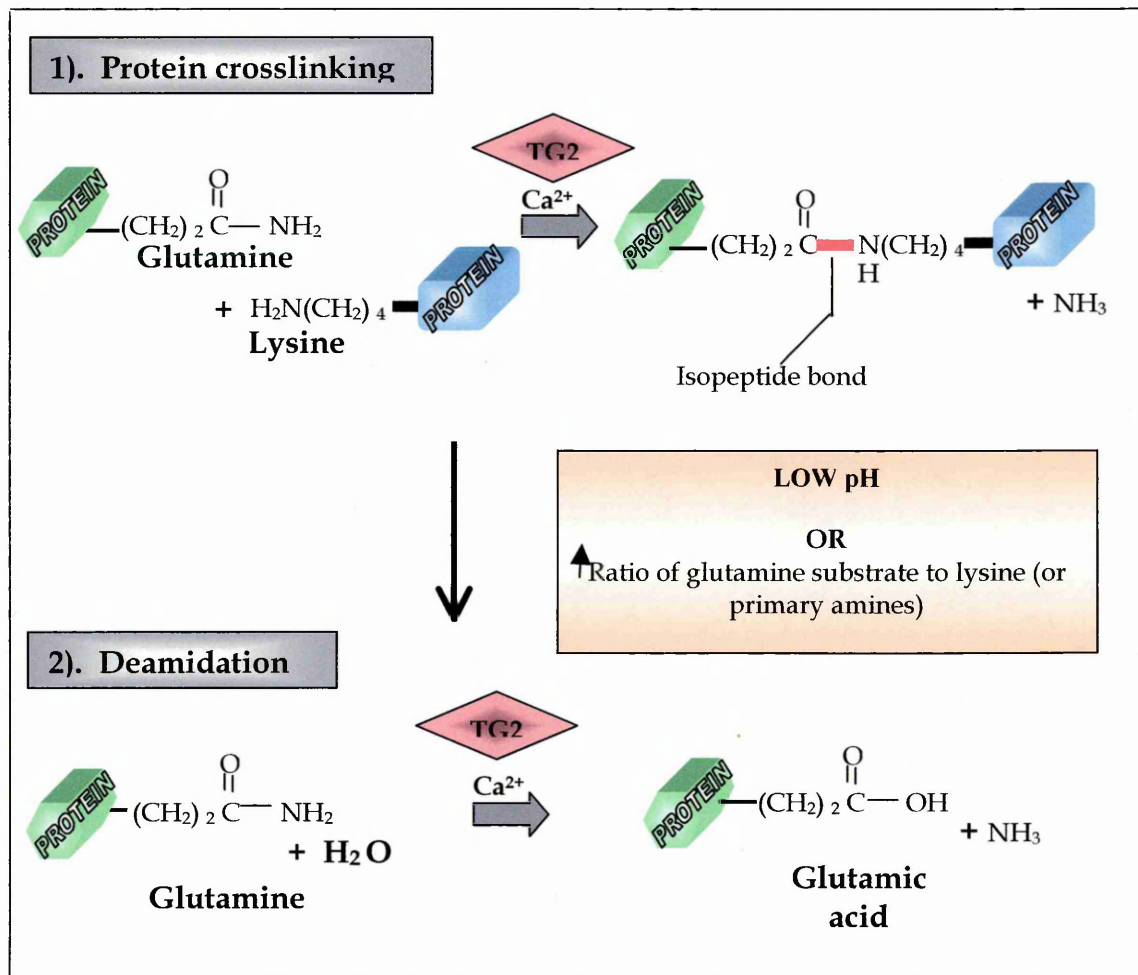 1). Protein crosslinking
TG2
Ca²⁺
PROTEIN
O
(CH₂) ₂ C — NH₂
Glutamine
+ H₂N(CH₂) ₄
PROTEIN
Lysine
PROTEIN
O
(CH₂) ₂ C N(CH₂) ₄
H
PROTEIN
+ NH₃
Isopeptide bond
LOW pH
OR
Ratio of glutamine substrate to lysine (or
primary amines)
2). Deamidation
TG2
Ca²⁺
PROTEIN
O
(CH₂) ₂ C — NH₂
+ H₂O
Glutamine
PROTEIN
O
(CH₂) ₂ C — OH
+ NH₃
Glutamic
acid